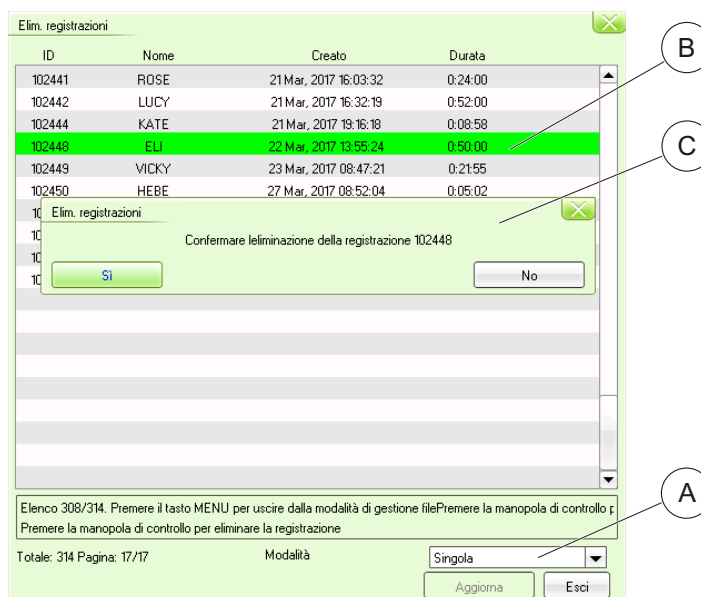 Elim. registrazioni
ID Nome Creato Durata
102441 ROSE 21 Mar, 2017 16:03:32 0:24:00
102442 LUCY 21 Mar, 2017 16:32:19 0:52:00
102444 KATE 21 Mar, 2017 19:16:18 0:08:58
102448 ELI 22 Mar, 2017 13:55:24 0:50:00
102449 VICKY 23 Mar, 2017 08:47:21 0:21:55
102450 HEBE 27 Mar, 2017 08:52:04 0:05:02
Elim. registrazioni
Confermare leliminazione della registrazione 102448
Sì No
Elenco 308/314. Premere il tasto MENU per uscire dalla modalità di gestione filePremere la manopola di controllo
Premere la manopola di controllo per eliminare la registrazione
Totale: 314 Pagina: 17/17 Modalità Singola
Aggiorna Esci
B
C
A